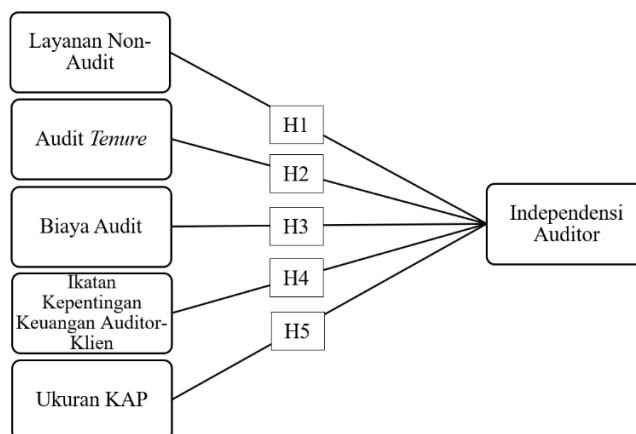 Layanan Non-
Audit
H1
Audit Tenure
H2
Biaya Audit
H3
Independensi
Auditor
Ikatan
Kepentingan
Keuangan Auditor-
Klien
H4
H5
Ukuran KAP